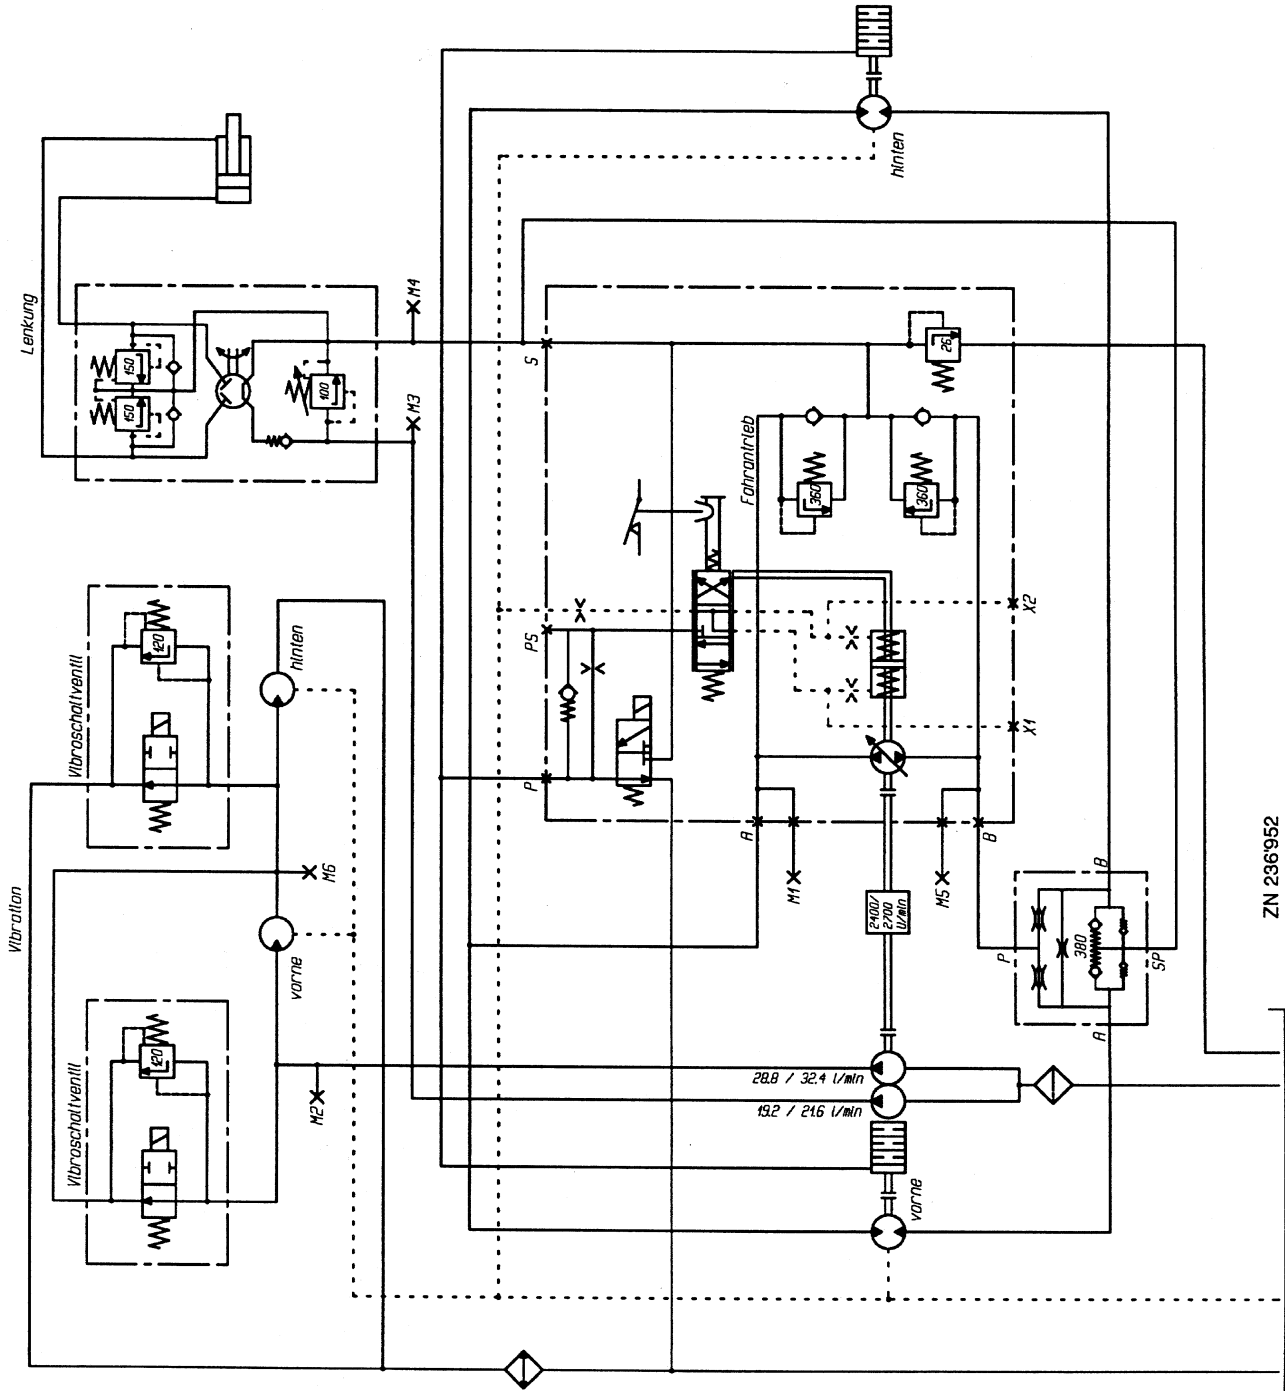 Vibration
Vibroschaltventil
120
vorne
M2
Vibroschaltventil
120
hinten
M6
Lenkung
150
150
100
M3
M4
hinten
Fahrantrieb
S
PS
P
26
360
360
X2
X1
A
B
M1
M5
2400/
2700
U/min
28.8 / 32.4 l/min
19.2 / 21.6 l/min
vorne
P
B
380
A
SP
ZN 236'952